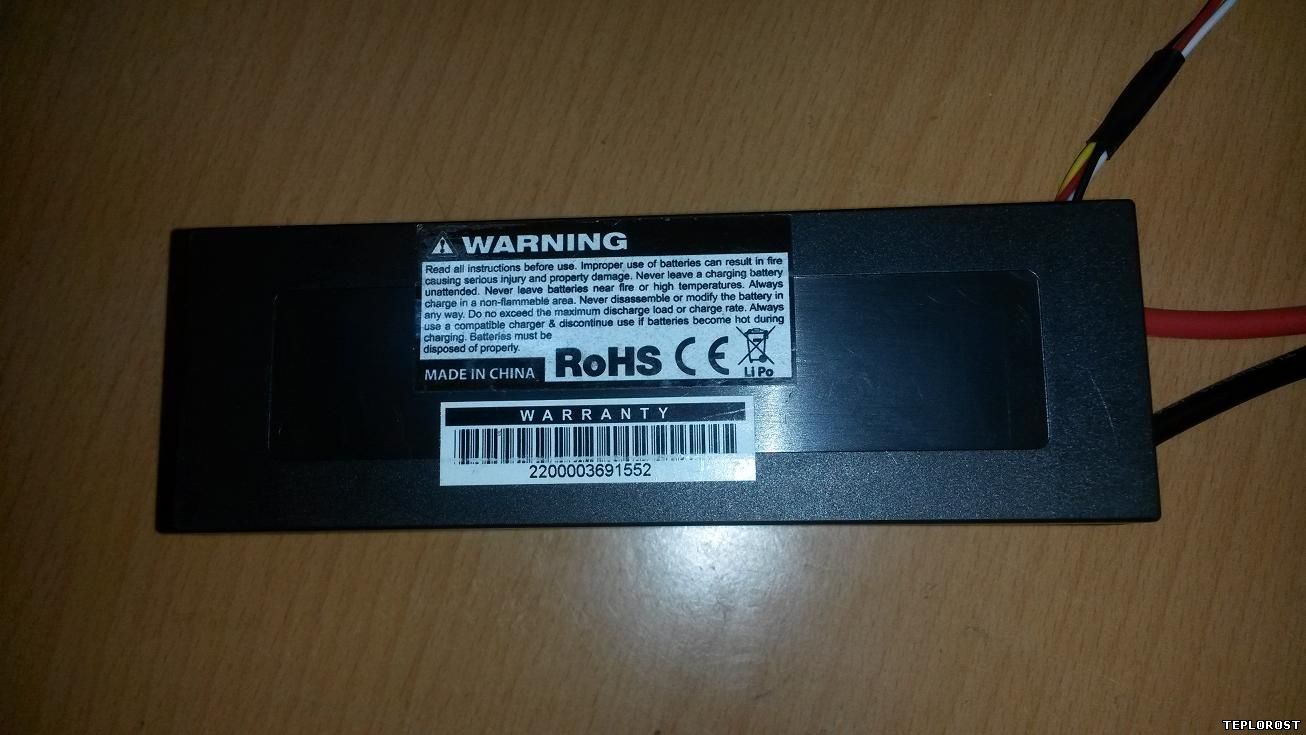 WARNING
Read all instructions before use. Improper use of batteries can result in fire
causing serious injury and property damage. Never leave a charging battery
unattended. Never leave batteries near fire or high temperatures. Always
charge in a non-flammable area. Never disassemble or modify the battery in
any way. Do no exceed the maximum discharge load or charge rate. Always
use a compatible charger & discontinue use if batteries become hot during
charging. Batteries must be
disposed of properly.
MADE IN CHINA
RoHS CE
Li Po
WARRANTY
2200003691552
TEPLOROST